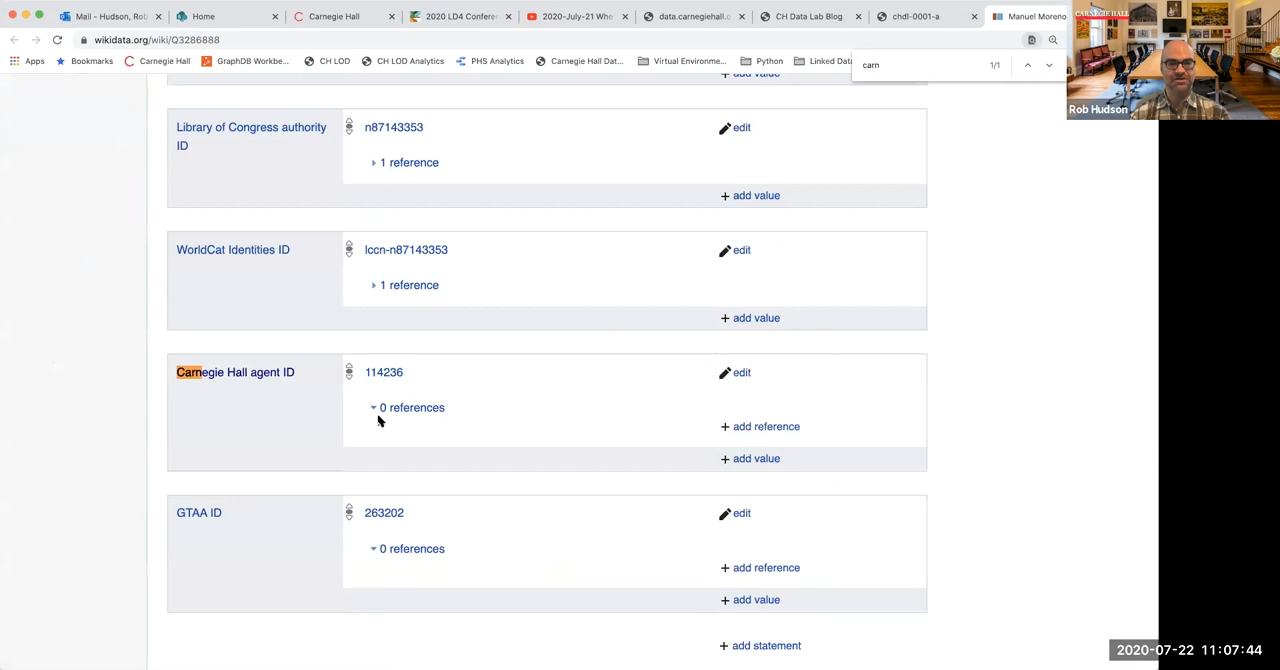 Mail - Hudson, Rob
Home
Carnegie Hall
2020 LD4 Confere
2020-July-21 Whe
data.carnegiehall.c
CH Data Lab Blog
chdl-0001-a
Manuel Moreno
wikidata.org/wiki/Q3286888
Apps
Bookmarks
Carnegie Hall
GraphDB Workbe...
CH LOD
CH LOD Analytics
PHS Analytics
Carnegie Hall Dat...
Virtual Environme...
Python
Linked Data
carn
1/1
CARNEGIE HALL
Rob Hudson
add value
Library of Congress authority
ID
n87143353
edit
1 reference
+ add value
WorldCat Identities ID
lccn-n87143353
edit
1 reference
+ add value
Carnegie Hall agent ID
114236
edit
0 references
+ add reference
+ add value
GTAA ID
263202
edit
0 references
+ add reference
+ add value
+ add statement
2020-07-22 11:07:44